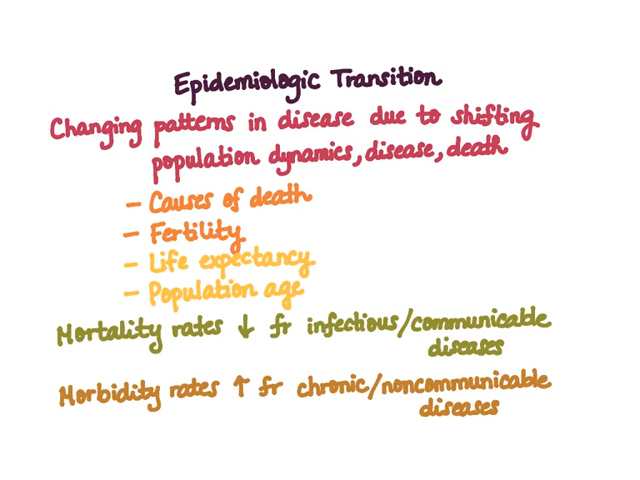 Epidemiologic Transition
Changing patterns in disease due to shifting
population dynamics, disease, death
- Causes of death
- Fertility
- Life expectancy
- Population age
Mortality rates ↓ fr infectious/communicable
diseases
Morbidity rates ↑ fr chronic/noncommunicable
diseases